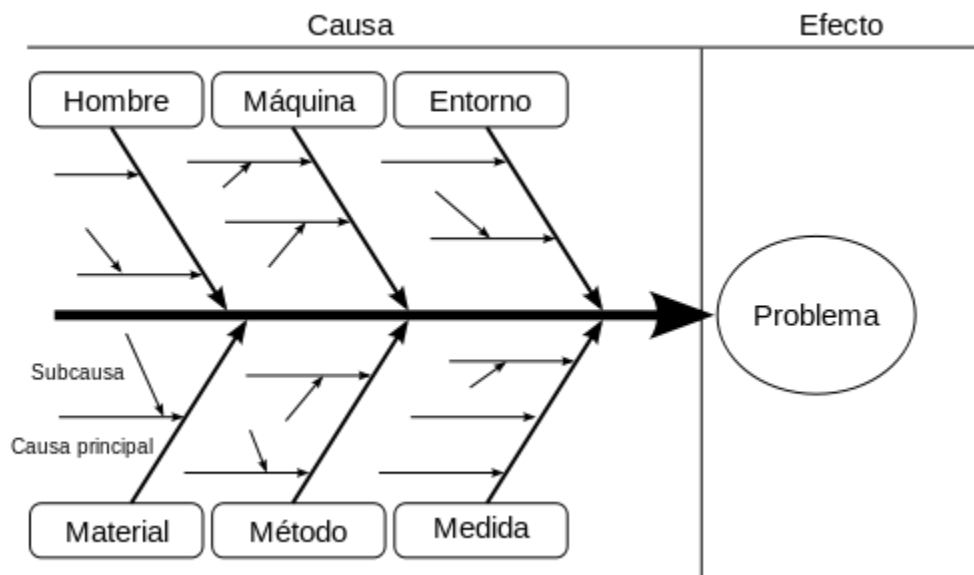 Causa
Efecto
Hombre
Máquina
Entorno
Problema
Subcausa
Causa principal
Material
Método
Medida